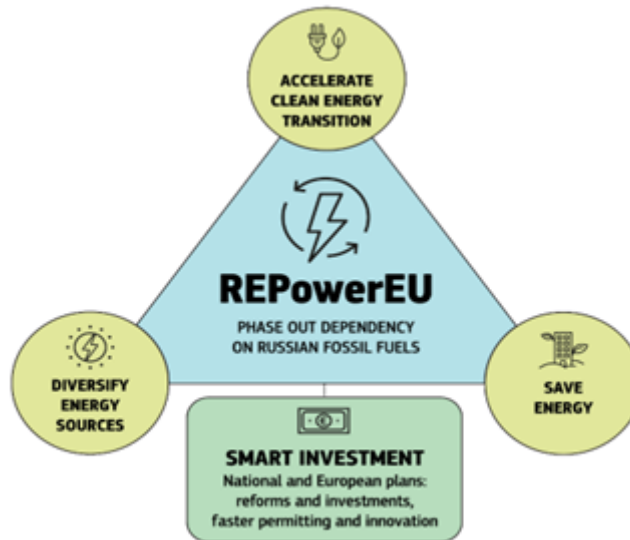 ACCELERATE
CLEAN ENERGY
TRANSITION
REPowerEU
PHASE OUT DEPENDENCY
ON RUSSIAN FOSSIL FUELS
DIVERSIFY
ENERGY
SOURCES
SAVE
ENERGY
SMART INVESTMENT
National and European plans:
reforms and investments,
faster permitting and innovation